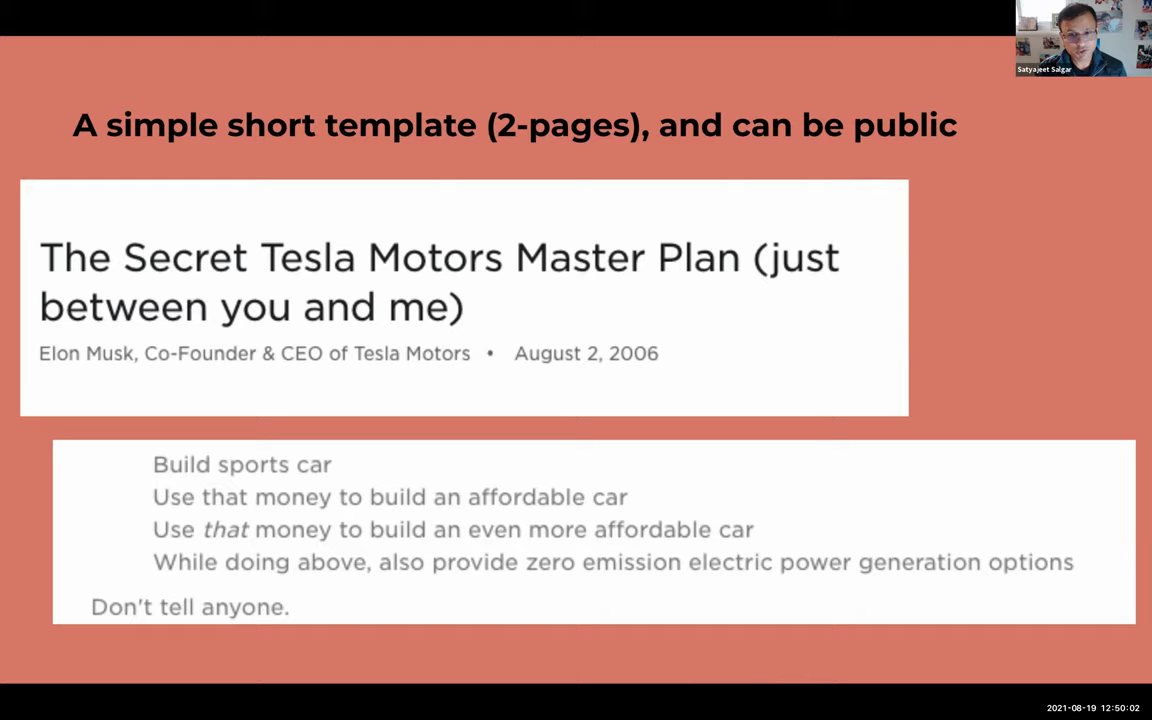 Satyajeet Salgar
A simple short template (2-pages), and can be public
The Secret Tesla Motors Master Plan (just
between you and me)
Elon Musk, Co-Founder & CEO of Tesla Motors • August 2, 2006
Build sports car
Use that money to build an affordable car
Use that money to build an even more affordable car
While doing above, also provide zero emission electric power generation options
Don't tell anyone.
2021-08-19 12:50:02